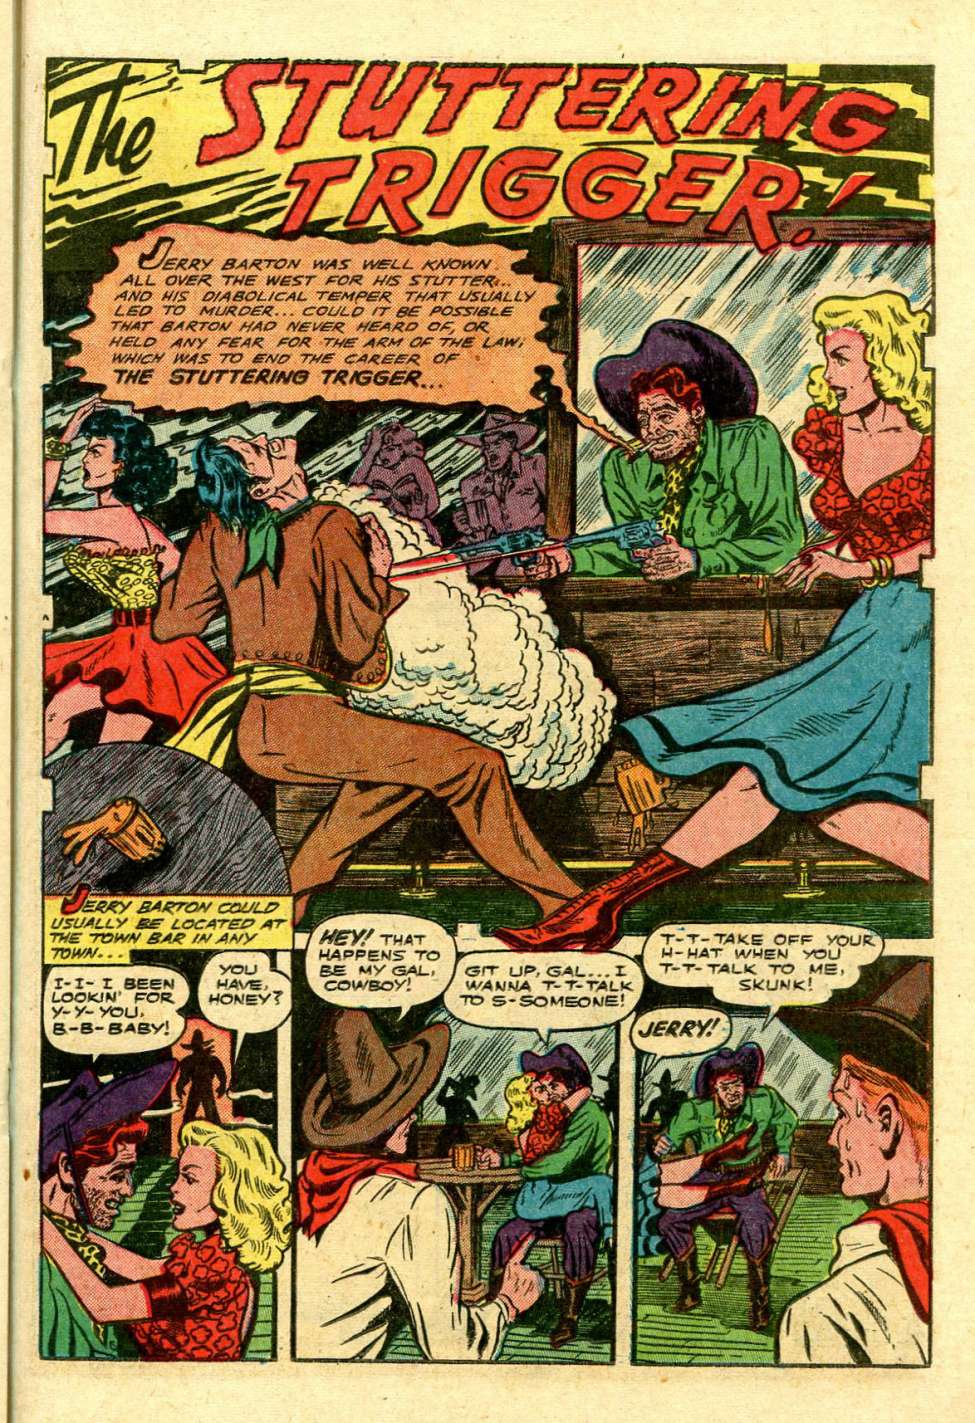 The STUTTERING
TRIGGER!
JERRY BARTON WAS WELL KNOWN
ALL OVER THE WEST FOR HIS STUTTER...
AND HIS DIABOLICAL TEMPER THAT USUALLY
LED TO MURDER... COULD IT BE POSSIBLE
THAT BARTON HAD NEVER HEARD OF, OR
HELD ANY FEAR FOR THE ARM OF THE LAW,
WHICH WAS TO END THE CAREER OF
THE STUTTERING TRIGGER...
JERRY BARTON COULD
USUALLY BE LOCATED AT
THE TOWN BAR IN ANY
TOWN...
I-I-I BEEN
LOOKIN' FOR
Y-Y-YOU,
B-B-BABY!
YOU
HAVE,
HONEY?
HEY! THAT
HAPPENS TO
BE MY GAL,
COWBOY!
GIT UP, GAL...I
WANNA T-T-TALK
TO S-SOMEONE!
T-T-TAKE OFF YOUR
H-HAT WHEN YOU
T-T-TALK TO ME,
SKUNK!
JERRY!